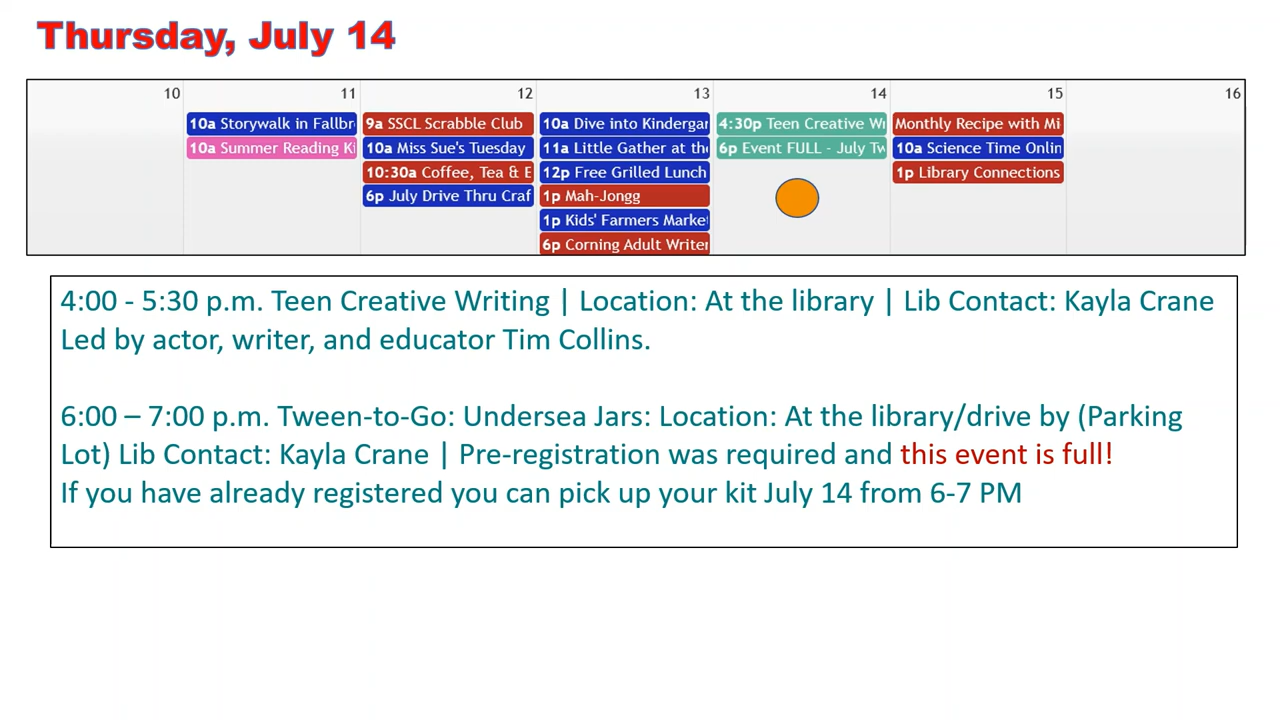 Thursday, July 14
10 11 12 13 14 15 16
10a Storywalk in Fallbr
10a Summer Reading Ki
9a SSCL Scrabble Club
10a Miss Sue's Tuesday
10:30a Coffee, Tea & E
6p July Drive Thru Craf
10a Dive into Kindergar
11a Little Gather at the
12p Free Grilled Lunch
1p Mah-Jongg
1p Kids' Farmers Market
6p Corning Adult Writer
4:30p Teen Creative Wr
6p Event FULL - July Tw
Monthly Recipe with Mi
10a Science Time Onlin
1p Library Connections
4:00 - 5:30 p.m. Teen Creative Writing | Location: At the library | Lib Contact: Kayla Crane
Led by actor, writer, and educator Tim Collins.
6:00 – 7:00 p.m. Tween-to-Go: Undersea Jars: Location: At the library/drive by (Parking
Lot) Lib Contact: Kayla Crane | Pre-registration was required and this event is full!
If you have already registered you can pick up your kit July 14 from 6-7 PM